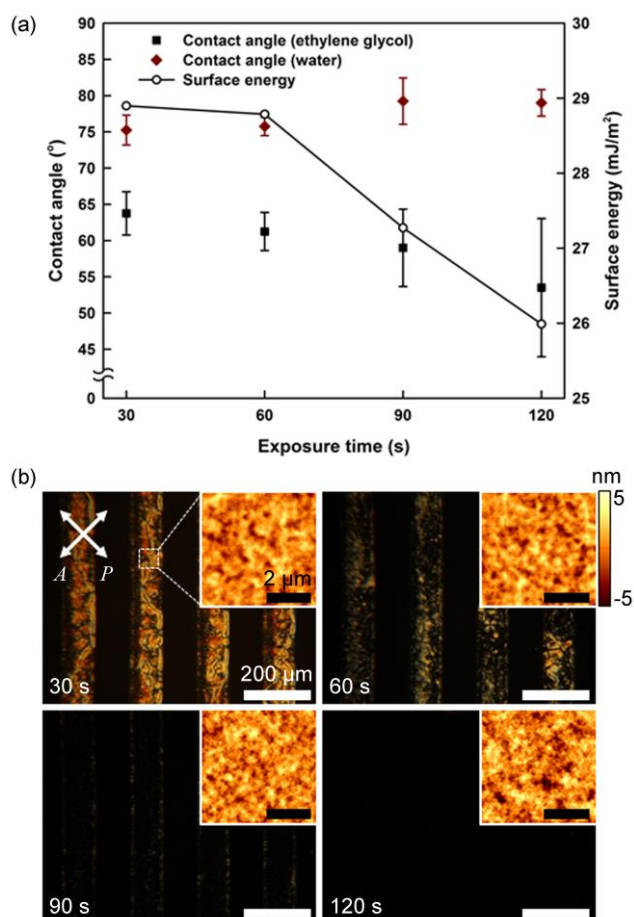 (a)
90
85
80
75
70
65
60
55
50
45
0
Contact angle (°)
Contact angle (ethylene glycol)
Contact angle (water)
Surface energy
30
29
28
27
26
25
Surface energy (mJ/m²)
30 60 90 120
Exposure time (s)
(b)
nm
5
-5
A P
2 μm
30 s
200 μm
60 s
90 s
120 s